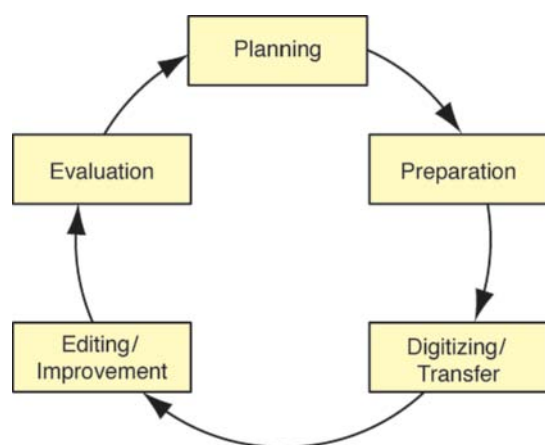 Planning
Preparation
Digitizing/
Transfer
Editing/
Improvement
Evaluation